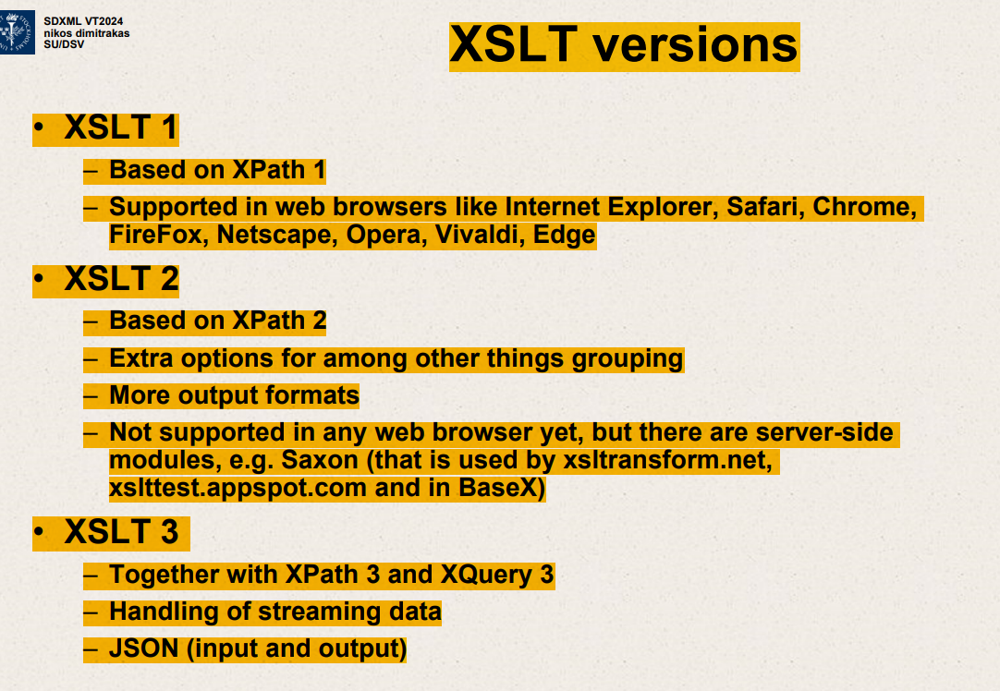 SDXML VT2024
nikos dimitrakas
SU/DSV
XSLT versions
• XSLT 1
– Based on XPath 1
– Supported in web browsers like Internet Explorer, Safari, Chrome,
FireFox, Netscape, Opera, Vivaldi, Edge
• XSLT 2
– Based on XPath 2
– Extra options for among other things grouping
– More output formats
– Not supported in any web browser yet, but there are server-side
modules, e.g. Saxon (that is used by xsltransform.net,
xslttest.appspot.com and in BaseX)
• XSLT 3
– Together with XPath 3 and XQuery 3
– Handling of streaming data
– JSON (input and output)